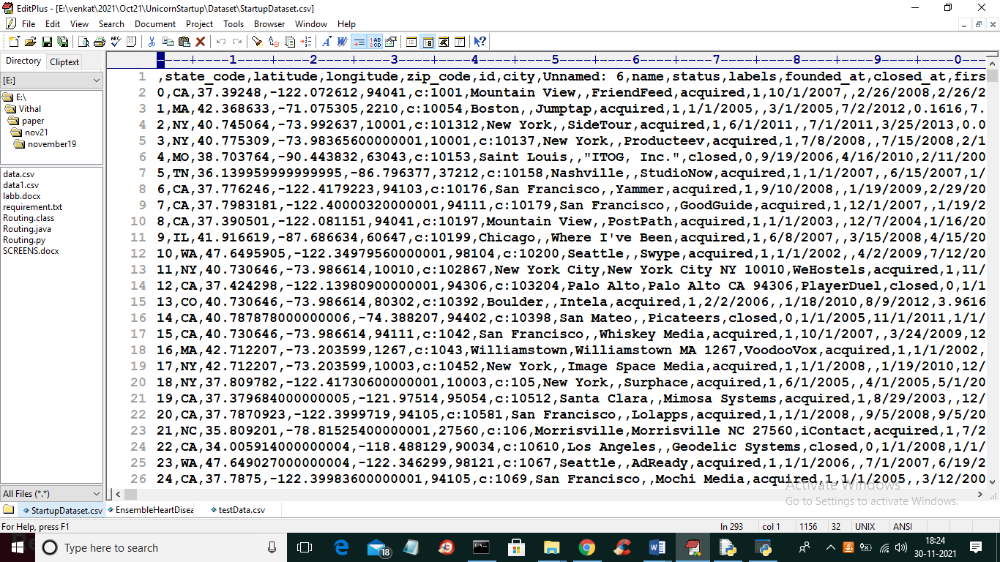 EditPlus - [E:\venkat\2021\Oct21\UnicornStartup\Dataset\StartupDataset.csv]
File Edit View Search Document Project Tools Browser Window Help
Directory Cliptext
[E:]
E:\
Vithal
paper
nov21
november19
data.csv
data1.csv
labb.docx
requirement.txt
Routing.class
Routing.java
Routing.py
SCREENS.docx
All Files (*.*)
----+----1----+----2----+----3----+----4----+----5----+----6----+----7----+----8----+----9----+----0---
1 ,state_code,latitude,longitude,zip_code,id,city,Unnamed: 6,name,status,labels,founded_at,closed_at,firs
2 0,CA,37.39248,-122.072612,94041,c:1001,Mountain View,,FriendFeed,acquired,1,10/1/2007,,2/26/2008,2/26/2
3 1,MA,42.368633,-71.075305,2210,c:10054,Boston,,Jumptap,acquired,1,1/1/2005,,3/1/2005,7/2/2012,0.1616,7.
4 2,NY,40.745064,-73.992637,10001,c:101312,New York,,SideTour,acquired,1,6/1/2011,,7/1/2011,3/25/2013,0.0
5 3,NY,40.775309,-73.98365600000001,10001,c:10137,New York,,Producteev,acquired,1,7/8/2008,,7/15/2008,2/1
6 4,MO,38.703764,-90.443832,63043,c:10153,Saint Louis,,"ITOG, Inc.",closed,0,9/19/2006,4/16/2010,2/11/200
7 5,TN,36.139959999999995,-86.796377,37212,c:10158,Nashville,,StudioNow,acquired,1,1/1/2007,,6/15/2007,1/
8 6,CA,37.776246,-122.4179223,94103,c:10176,San Francisco,,Yammer,acquired,1,9/10/2008,,1/19/2009,2/29/20
9 7,CA,37.7983181,-122.40000320000001,94111,c:10179,San Francisco,,GoodGuide,acquired,1,12/1/2007,,1/19/2
10 8,CA,37.390501,-122.081151,94041,c:10197,Mountain View,,PostPath,acquired,1,1/1/2003,,12/7/2004,1/16/20
11 9,IL,41.916619,-87.686634,60647,c:10199,Chicago,,Where I've Been,acquired,1,6/8/2007,,3/15/2008,4/15/20
12 10,WA,47.6495905,-122.34979560000001,98104,c:10200,Seattle,,Swype,acquired,1,1/1/2002,,4/2/2009,7/12/20
13 11,NY,40.730646,-73.986614,10010,c:102867,New York City,New York City NY 10010,WeHostels,acquired,1,11/
14 12,CA,37.424298,-122.13980900000001,94306,c:103204,Palo Alto,Palo Alto CA 94306,PlayerDuel,closed,0,1/1
15 13,CO,40.730646,-73.986614,80302,c:10392,Boulder,,Intela,acquired,1,2/2/2006,,1/18/2010,8/9/2012,3.9616
16 14,CA,40.787878000000006,-74.388207,94402,c:10398,San Mateo,,Picateers,closed,0,1/1/2005,11/1/2011,1/1/
17 15,CA,40.730646,-73.986614,94111,c:1042,San Francisco,,Whiskey Media,acquired,1,10/1/2007,,3/24/2009,12
18 16,MA,42.712207,-73.203599,1267,c:1043,Williamstown,Williamstown MA 1267,VoodooVox,acquired,1,1/1/2002,
19 17,NY,42.712207,-73.203599,10003,c:10452,New York,,Image Space Media,acquired,1,1/1/2008,,1/19/2010,12/
20 18,NY,37.809782,-122.41730600000001,10003,c:105,New York,,Surphace,acquired,1,6/1/2005,,4/1/2005,5/1/20
21 19,CA,37.379684000000005,-121.97514,95054,c:10512,Santa Clara,,Mimosa Systems,acquired,1,8/29/2003,,12/
22 20,CA,37.7870923,-122.3999719,94105,c:10581,San Francisco,,Lolapps,acquired,1,1/1/2008,,9/5/2008,9/5/20
23 21,NC,35.809201,-78.81525400000001,27560,c:106,Morrisville,Morrisville NC 27560,iContact,acquired,1,7/2
24 22,CA,34.005914000000004,-118.488129,90034,c:10610,Los Angeles,,Geodelic Systems,closed,0,1/1/2008,1/1/
25 23,WA,47.649027000000004,-122.346299,98121,c:1067,Seattle,,AdReady,acquired,1,1/1/2006,,7/1/2007,6/19/2
26 24,CA,37.7875,-122.39983600000001,94105,c:1069,San Francisco,,Mochi Media,acquired,1,1/1/2005,,3/12/200
Activate Windows
Go to Settings to activate Windows.
StartupDataset.csv EnsembleHeartDisea testData.csv
For Help, press F1 ln 293 col 1 1156 32 UNIX ANSI
Type here to search
18
18:24
30-11-2021